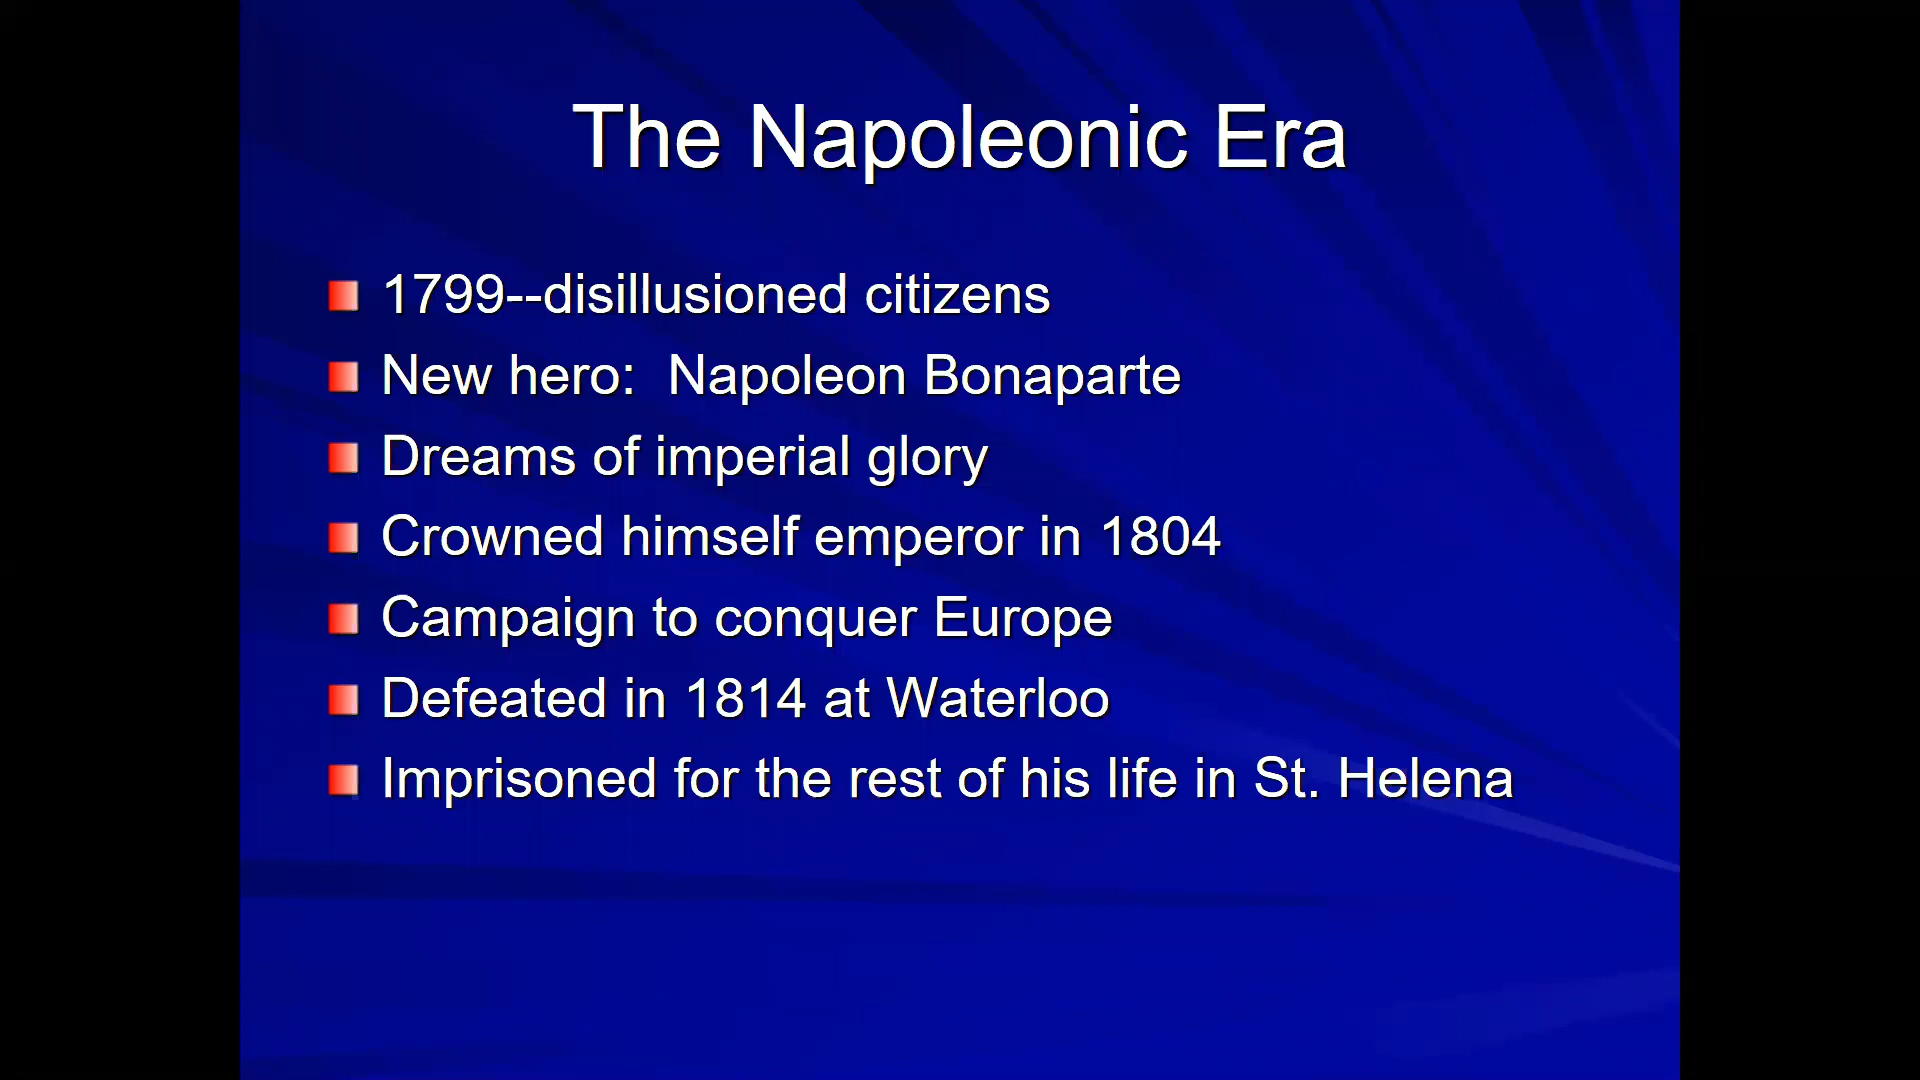 The Napoleonic Era
1799--disillusioned citizens
New hero:  Napoleon Bonaparte
Dreams of imperial glory
Crowned himself emperor in 1804
Campaign to conquer Europe
Defeated in 1814 at Waterloo
Imprisoned for the rest of his life in St. Helena